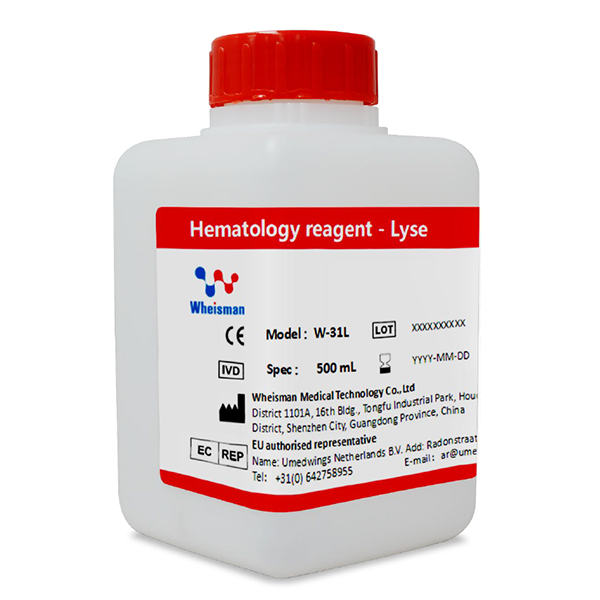 Hematology reagent - Lyse
Wheisman
CE Model : W-31L LOT XXXXXXXXXX
IVD Spec : 500 mL YYYY-MM-DD
Wheisman Medical Technology Co., Ltd
District 1101A, 16th Bldg., Tongfu Industrial Park,
District, Shenzhen City, Guangdong Province, China
EU authorised representative
EC REP Name: Umedwings Netherlands B.V. Add:
Tel: +31(0) 642758955 E-mail: